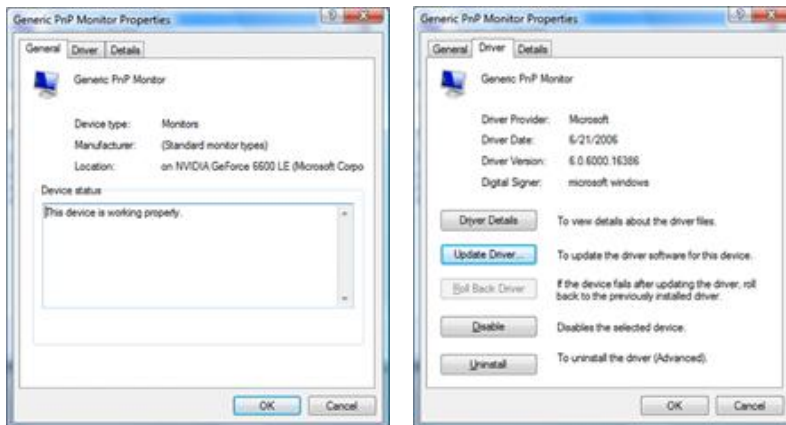 Generic PnP Monitor Properties
General Driver Details
Generic PnP Monitor
Device type: Monitors
Manufacturer: (Standard monitor types)
Location: on NVIDIA GeForce 6600 LE (Microsoft Corpo
Device status
This device is working properly.
OK Cancel
Generic PnP Monitor Properties
General Driver Details
Generic PnP Monitor
Driver Provider: Microsoft
Driver Date: 6/21/2006
Driver Version: 6.0.6000.16386
Digital Signer: microsoft windows
Driver Details To view details about the driver files.
Update Driver... To update the driver software for this device.
Roll Back Driver If the device fails after updating the driver, roll
back to the previously installed driver.
Disable Disables the selected device.
Uninstall To uninstall the driver (Advanced).
OK Cancel